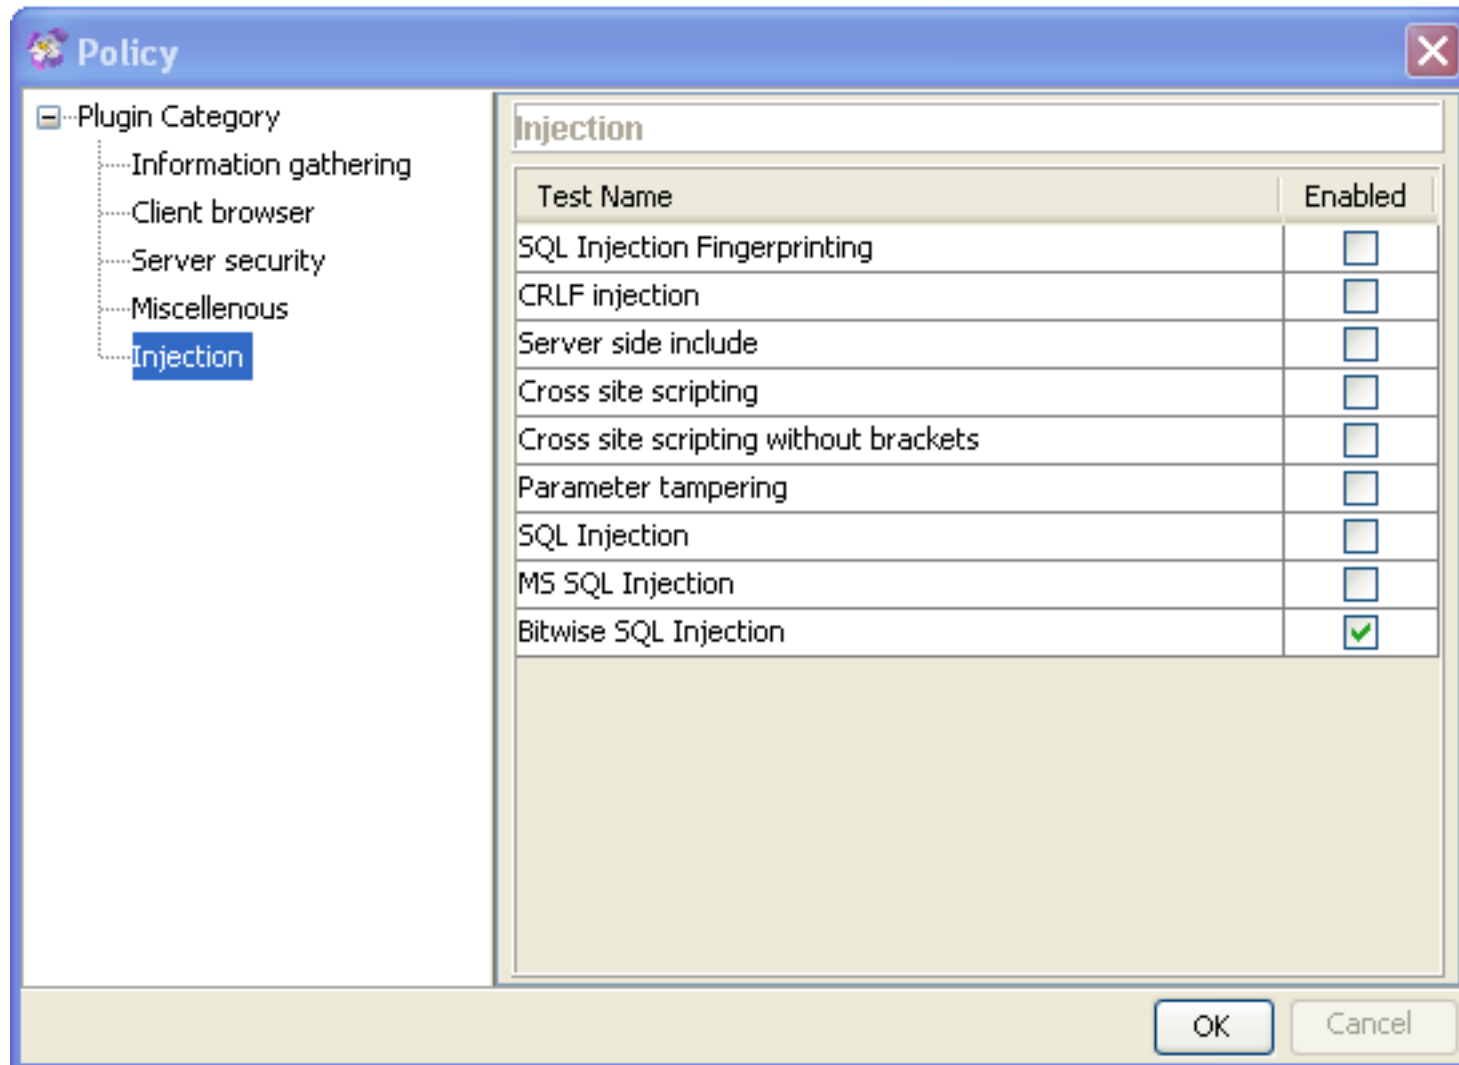 Policy
Plugin Category
Information gathering
Client browser
Server security
Miscellenous
Injection
Injection
Test Name Enabled
SQL Injection Fingerprinting
CRLF injection
Server side include
Cross site scripting
Cross site scripting without brackets
Parameter tampering
SQL Injection
MS SQL Injection
Bitwise SQL Injection
OK Cancel